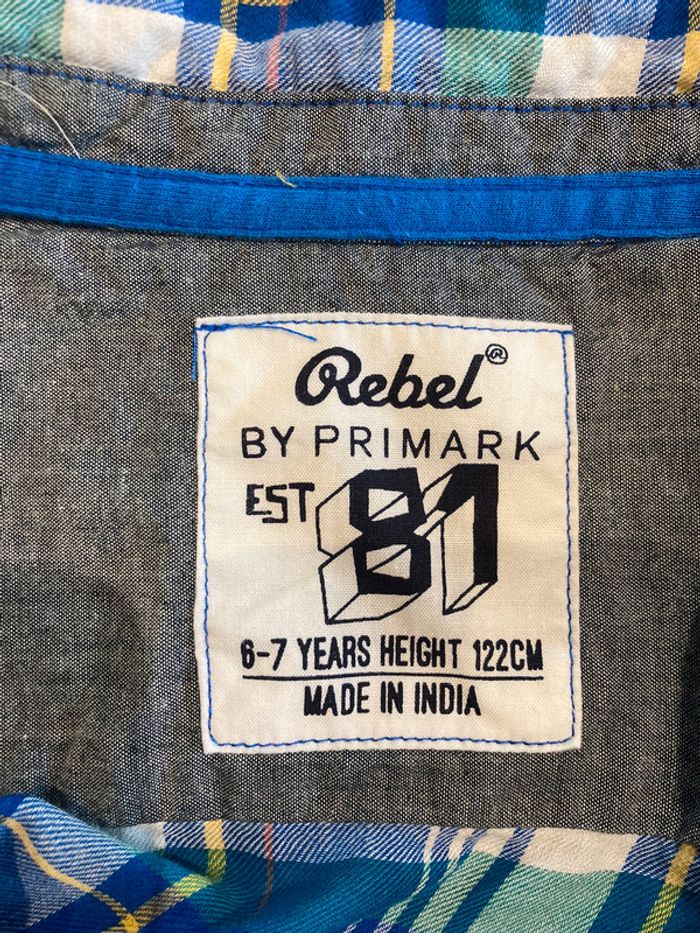 Rebel®
BY PRIMARK
EST 81
6-7 YEARS HEIGHT 122CM
MADE IN INDIA